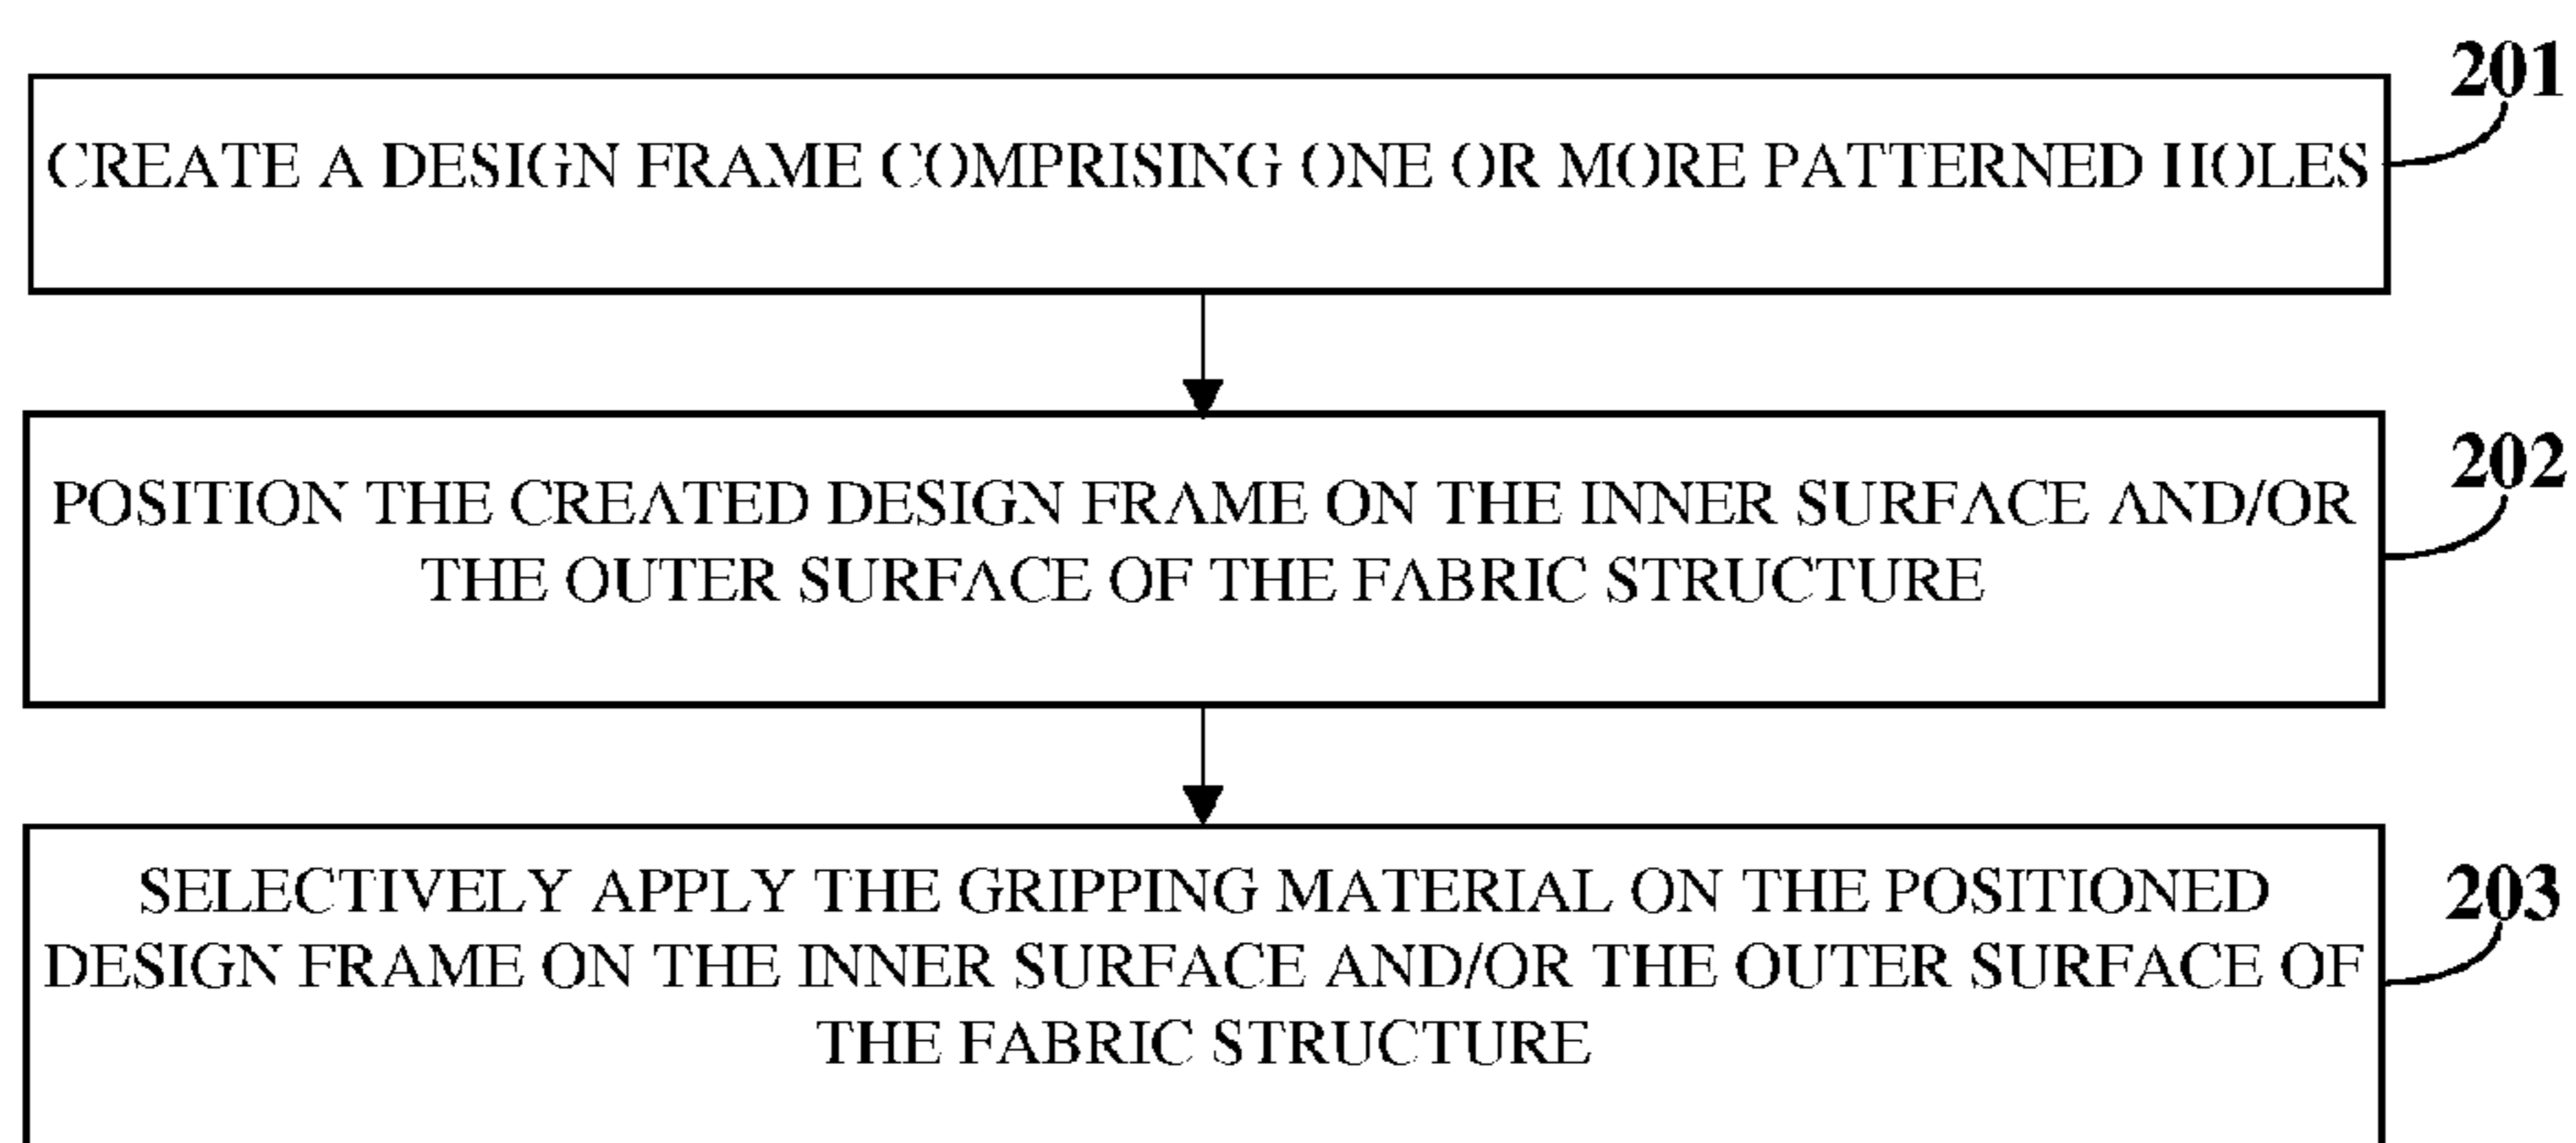 201
CREATE A DESIGN FRAME COMPRISING ONE OR MORE PATTERNED HOLES
202
POSITION THE CREATED DESIGN FRAME ON THE INNER SURFACE AND/OR
THE OUTER SURFACE OF THE FABRIC STRUCTURE
203
SELECTIVELY APPLY THE GRIPPING MATERIAL ON THE POSITIONED
DESIGN FRAME ON THE INNER SURFACE AND/OR THE OUTER SURFACE OF
THE FABRIC STRUCTURE